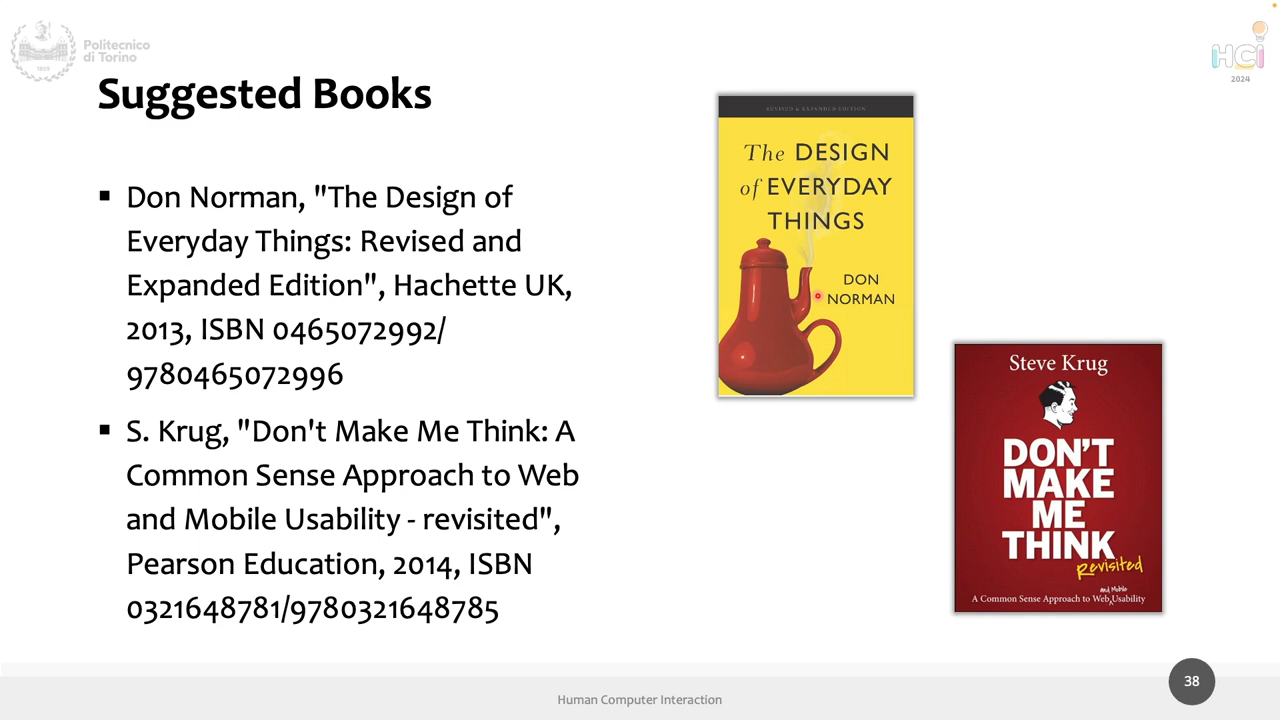 Politecnico
di Torino
1859
HCI
2024
Suggested Books
▪ Don Norman, "The Design of
Everyday Things: Revised and
Expanded Edition", Hachette UK,
2013, ISBN 0465072992/
9780465072996
▪ S. Krug, "Don't Make Me Think: A
Common Sense Approach to Web
and Mobile Usability - revisited",
Pearson Education, 2014, ISBN
0321648781/9780321648785
REVISED & EXPANDED EDITION
The DESIGN
of EVERYDAY
THINGS
DON
NORMAN
Steve Krug
DON'T
MAKE
ME
THINK
Revisited
and Mobile
A Common Sense Approach to Web Usability
Human Computer Interaction
38